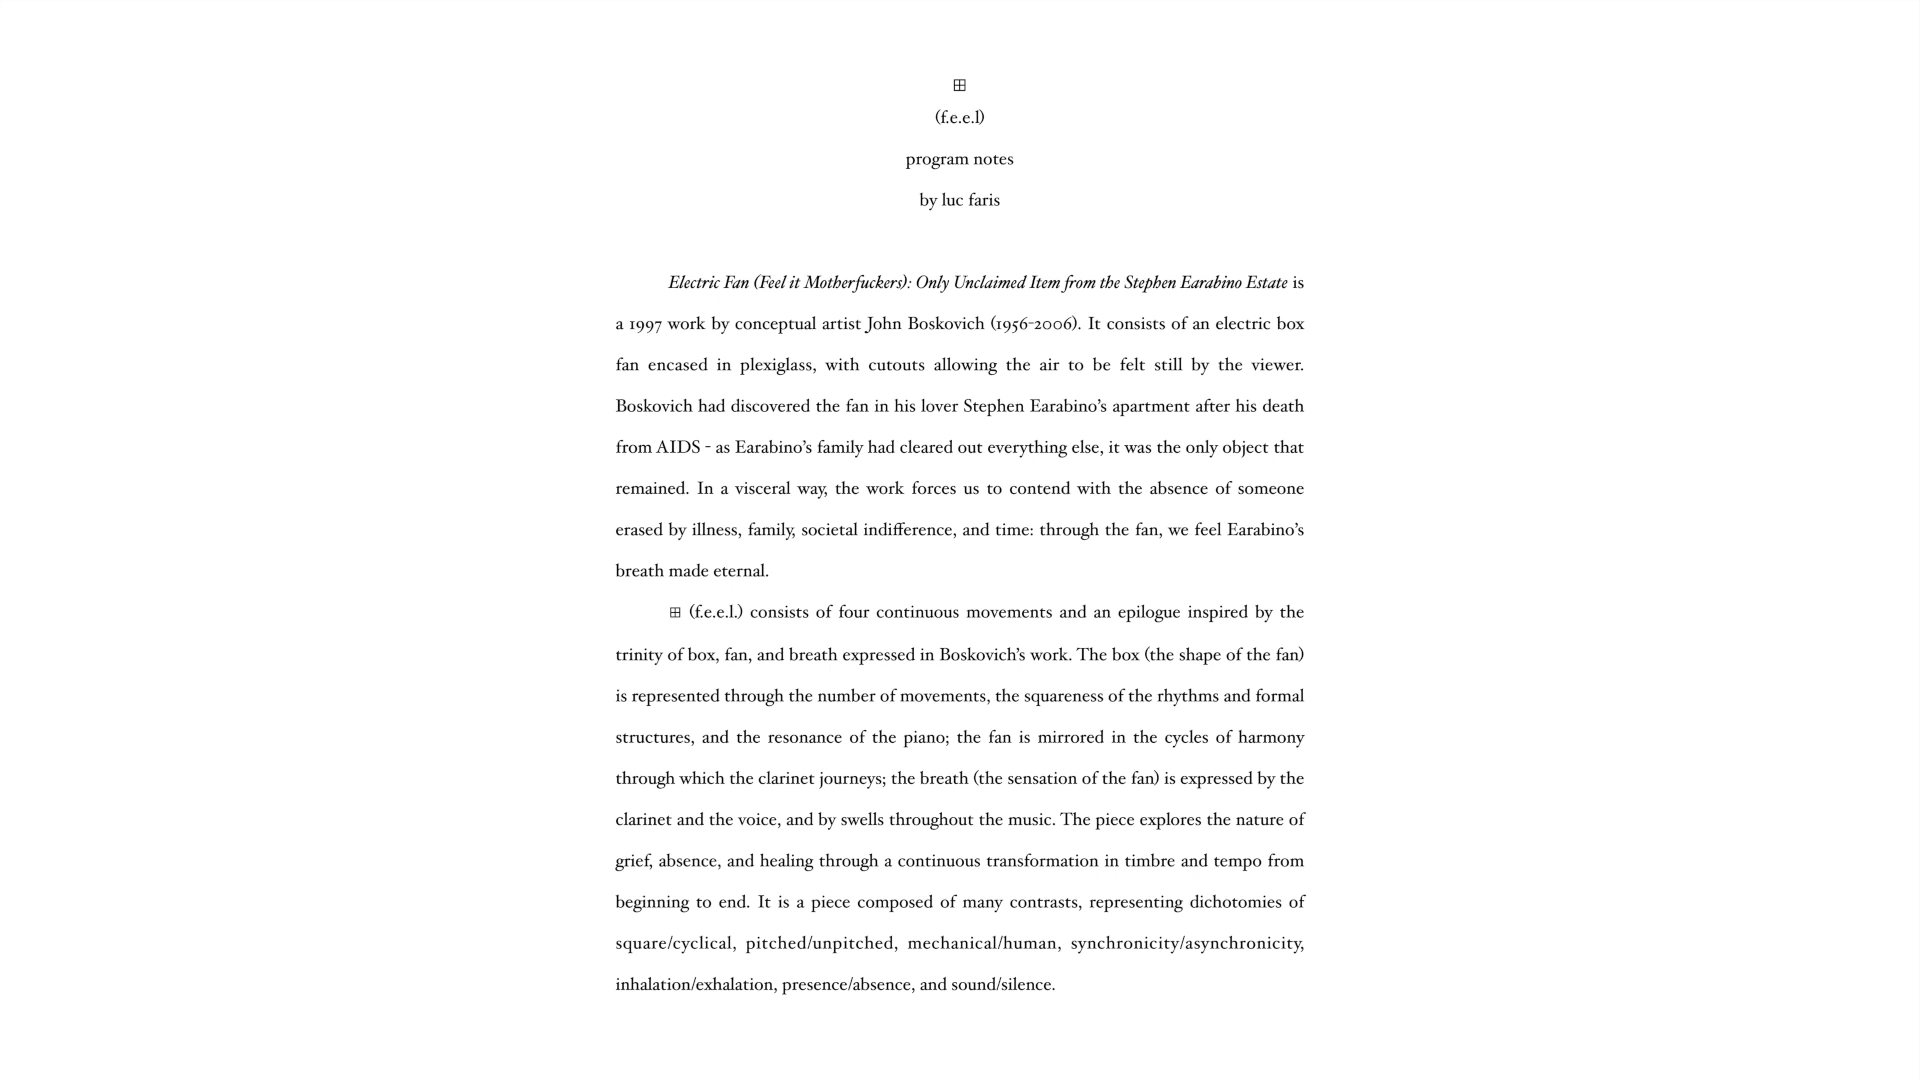 ⊞
(f.e.e.l)
program notes
by luc faris
Electric Fan (Feel it Motherfuckers): Only Unclaimed Item from the Stephen Earabino Estate is
a 1997 work by conceptual artist John Boskovich (1956-2006). It consists of an electric box
fan encased in plexiglass, with cutouts allowing the air to be felt still by the viewer.
Boskovich had discovered the fan in his lover Stephen Earabino’s apartment after his death
from AIDS - as Earabino’s family had cleared out everything else, it was the only object that
remained. In a visceral way, the work forces us to contend with the absence of someone
erased by illness, family, societal indifference, and time: through the fan, we feel Earabino’s
breath made eternal.
⊞ (f.e.e.l.) consists of four continuous movements and an epilogue inspired by the
trinity of box, fan, and breath expressed in Boskovich’s work. The box (the shape of the fan)
is represented through the number of movements, the squareness of the rhythms and formal
structures, and the resonance of the piano; the fan is mirrored in the cycles of harmony
through which the clarinet journeys; the breath (the sensation of the fan) is expressed by the
clarinet and the voice, and by swells throughout the music. The piece explores the nature of
grief, absence, and healing through a continuous transformation in timbre and tempo from
beginning to end. It is a piece composed of many contrasts, representing dichotomies of
square/cyclical, pitched/unpitched, mechanical/human, synchronicity/asynchronicity,
inhalation/exhalation, presence/absence, and sound/silence.